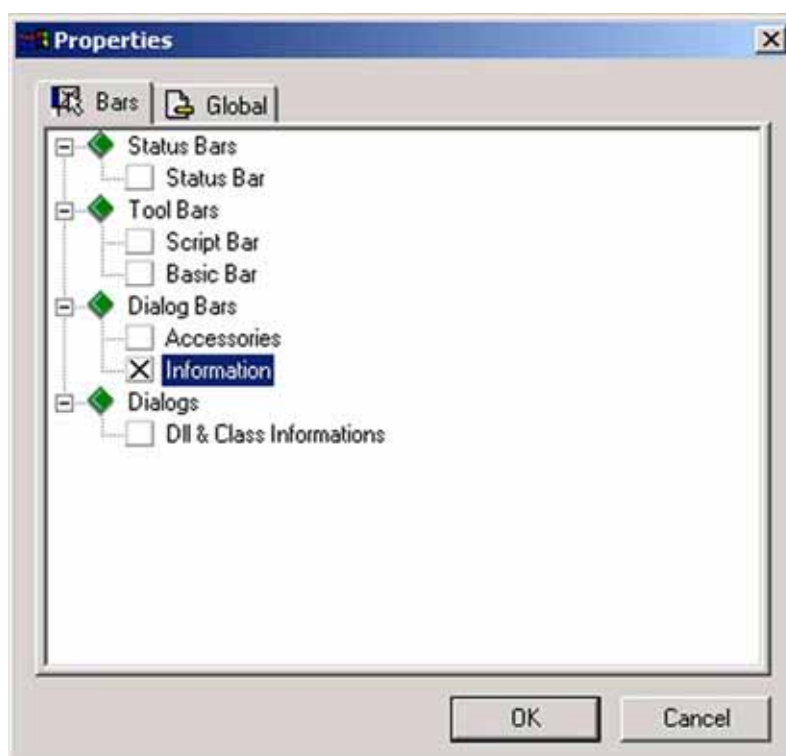 Properties
Bars
Global
Status Bars
Status Bar
Tool Bars
Script Bar
Basic Bar
Dialog Bars
Accessories
Information
Dialogs
Dll & Class Informations
OK
Cancel